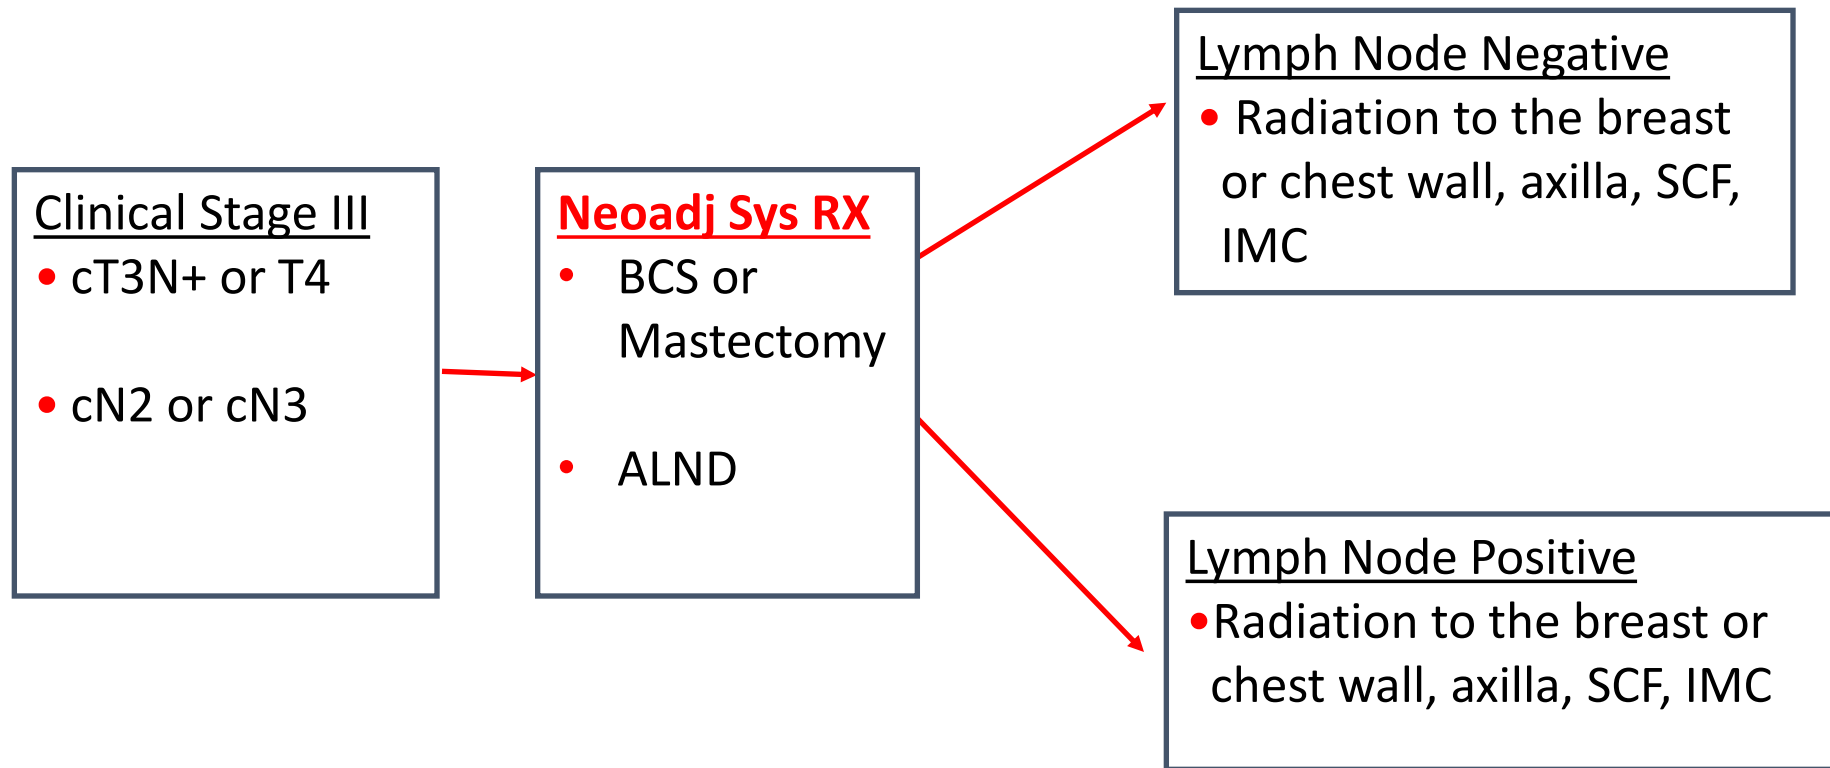 Clinical Stage III
• cT3N+ or T4
• cN2 or cN3
Neoadj Sys RX
• BCS or
Mastectomy
• ALND
Lymph Node Negative
• Radiation to the breast
or chest wall, axilla, SCF,
IMC
Lymph Node Positive
•Radiation to the breast or
chest wall, axilla, SCF, IMC